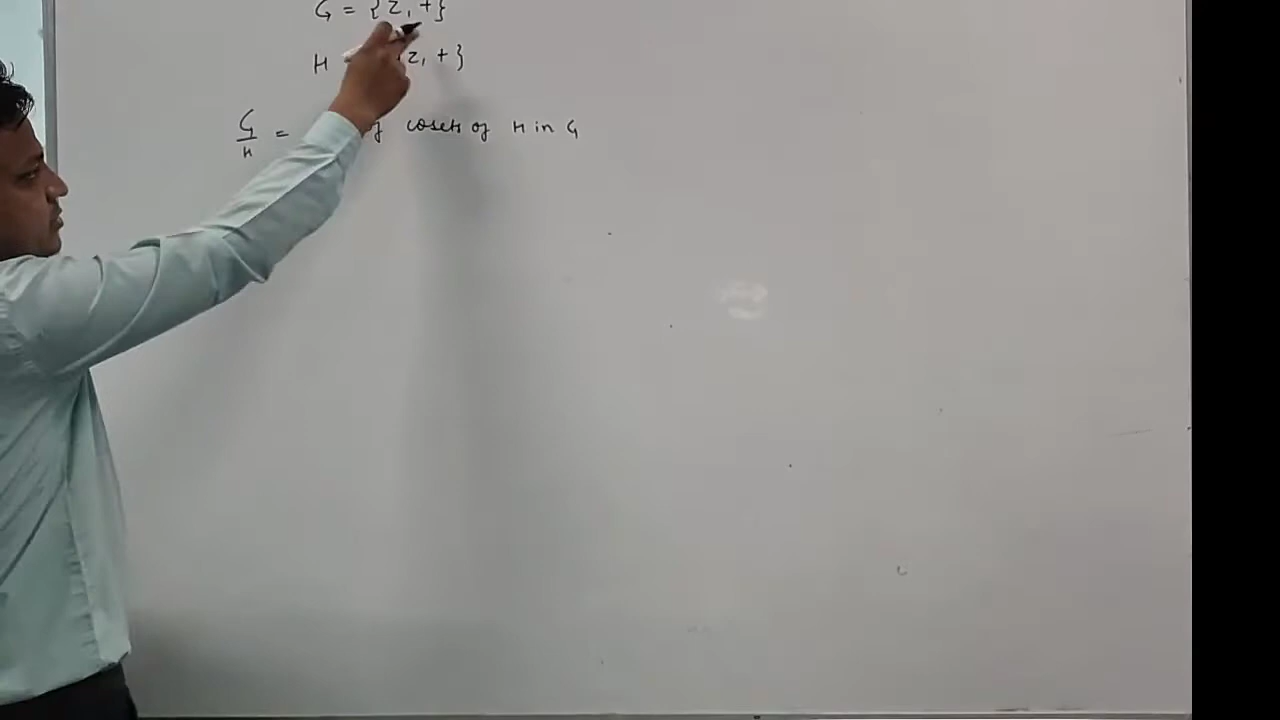 G = {Z, +}
H Z, +}
G/H = of cosets of H in G